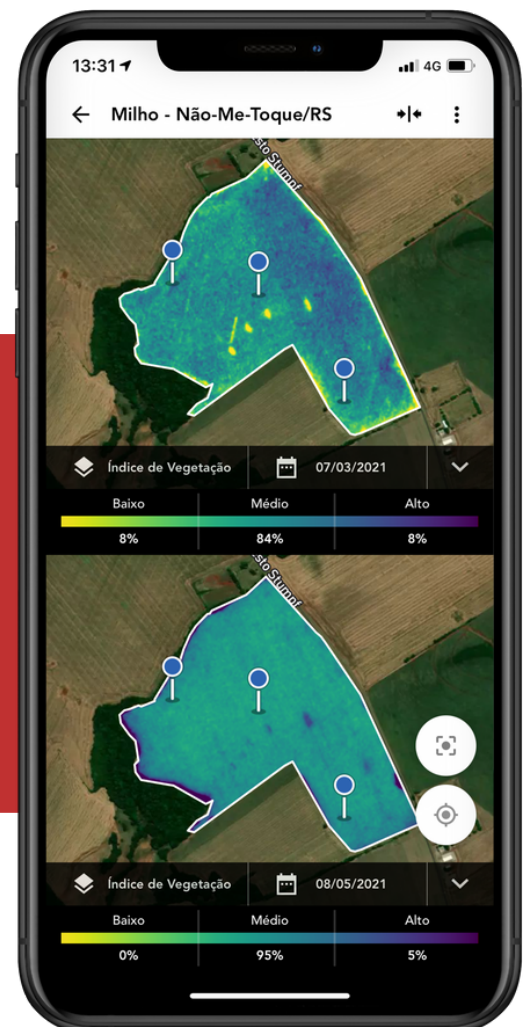 13:31 4G
Milho - Não-Me-Toque/RS
sto Stumpf
Índice de Vegetação 07/03/2021
Baixo Médio Alto
8% 84% 8%
esto Stumpf
Índice de Vegetação 08/05/2021
Baixo Médio Alto
0% 95% 5%